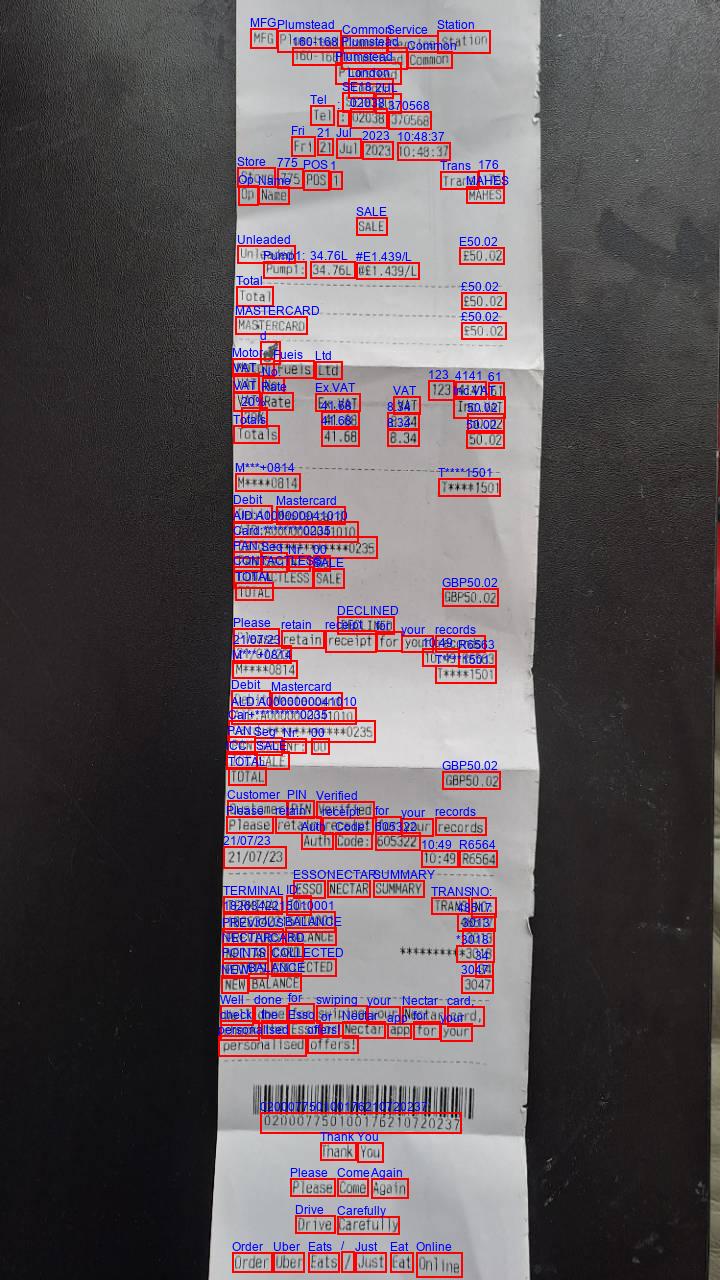 MFG Plumstead Common Service Station
160-168 Plumstead Common
Plumstead
London
SE18 2UL
Tel : 02038 370568
Fri 21 Jul 2023 10:48:37
Store 775 POS 1 Trans 176
Op Name MAHES
SALE
Unleaded £50.02
Pump1: 34.76L @£1.439/L
Total £50.02
MASTERCARD £50.02
Motor Fuels Ltd
VAT No 123 4141 61
VAT Rate Ex.VAT VAT Inc.VAT
20% 41.68 8.34 50.02
Totals 41.68 8.34 50.02
M****0814 T****1501
Debit Mastercard
AID:A0000000041010
Card:************0235
PAN Seq Nr: 00
CONTACTLESS SALE
TOTAL GBP50.02
DECLINED
Please retain receipt for your records
21/07/23 10:49 R6563
M****0814 T****1501
Debit Mastercard
AID:A0000000041010
************0235
PAN Seq Nr: 00
ICC SALE
TOTAL GBP50.02
Customer PIN Verified
Please retain receipt for your records
Auth Code: 605322
21/07/23 10:49 R6564
ESSO NECTAR SUMMARY
TERMINAL ID: TRANSNO:
PREVIOUS BALANCE 3013
NECTAR CARD **********3018
POINTS COLLECTED 34
NEW BALANCE 3047
Well done for swiping your Nectar card,
check the Esso or Nectar app for your
personalised offers!
020007750100176210720237
Thank You
Please Come Again
Drive Carefully
Order Uber Eats / Just Eat Online